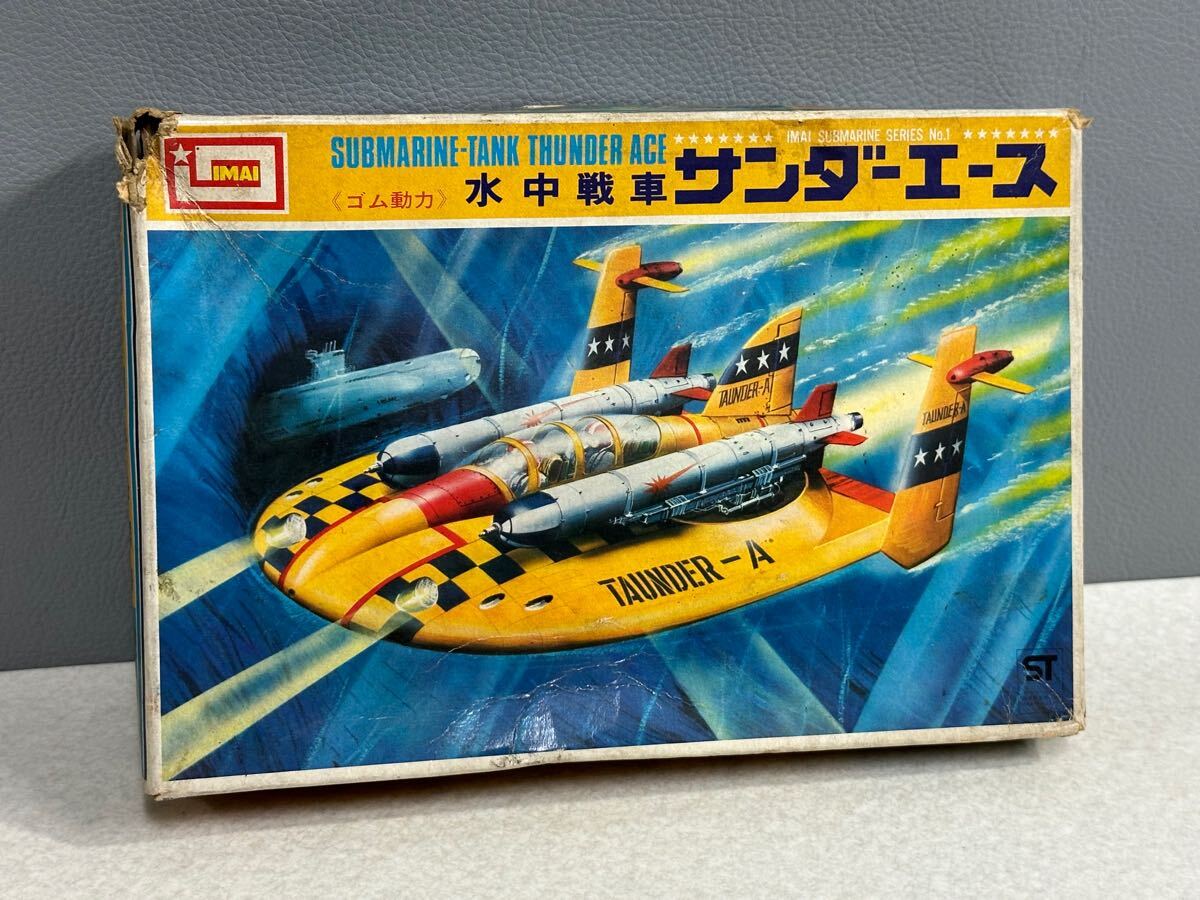 IMAI
SUBMARINE-TANK THUNDER ACE
IMAI SUBMARINE SERIES No.1
《ゴム動力》 水中戦車 サンダーエース
TAUNDER-A
TAUNDER-A
TAUNDER-A
ST